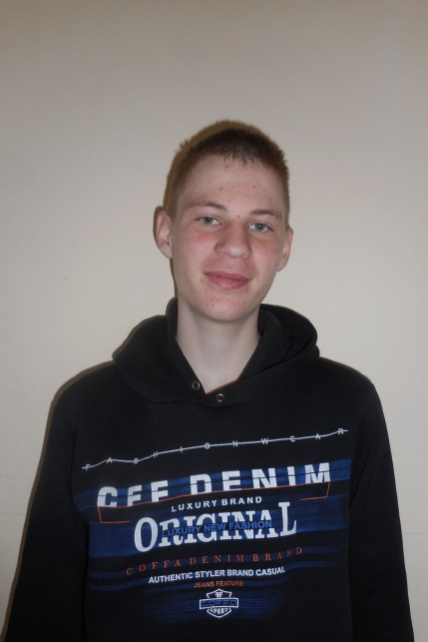 FASHIONWEAR
CFF DENIM
LUXURY BRAND
ORIGINAL
LUXURY NEW FASHION
COFFA DENIM BRAND
AUTHENTIC STYLER BRAND CASUAL
JEANS FEATURE
SPORT